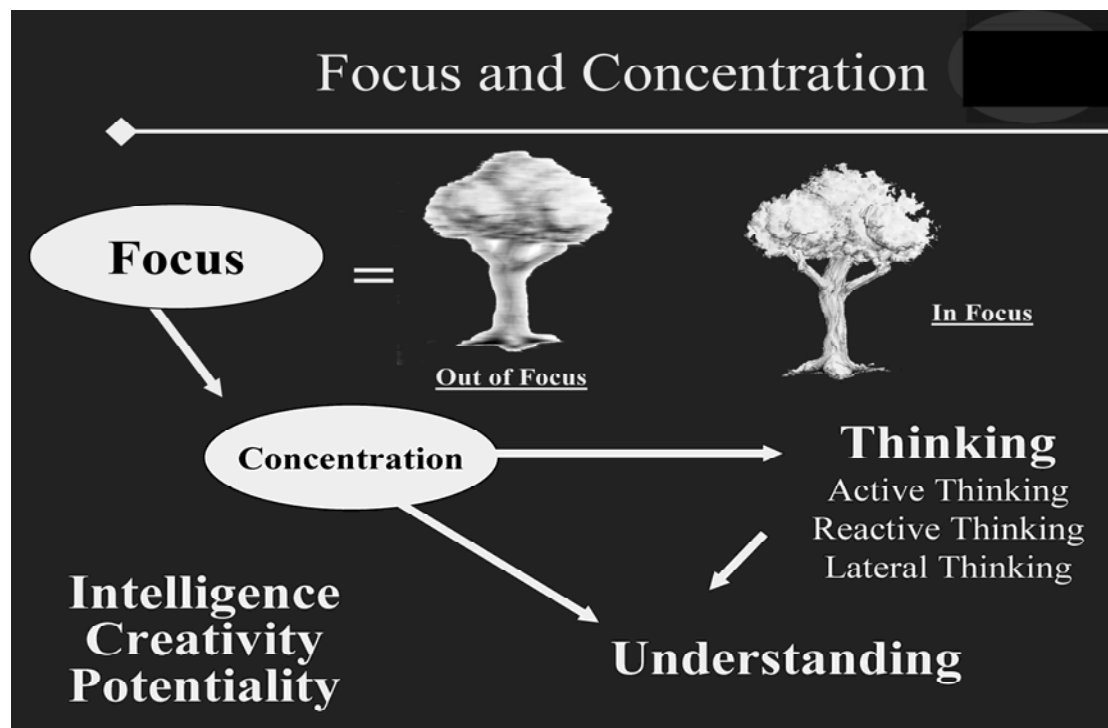 Focus and Concentration
Focus
=
In Focus
Out of Focus
Concentration
Thinking
Active Thinking
Reactive Thinking
Lateral Thinking
Intelligence
Creativity
Potentiality
Understanding